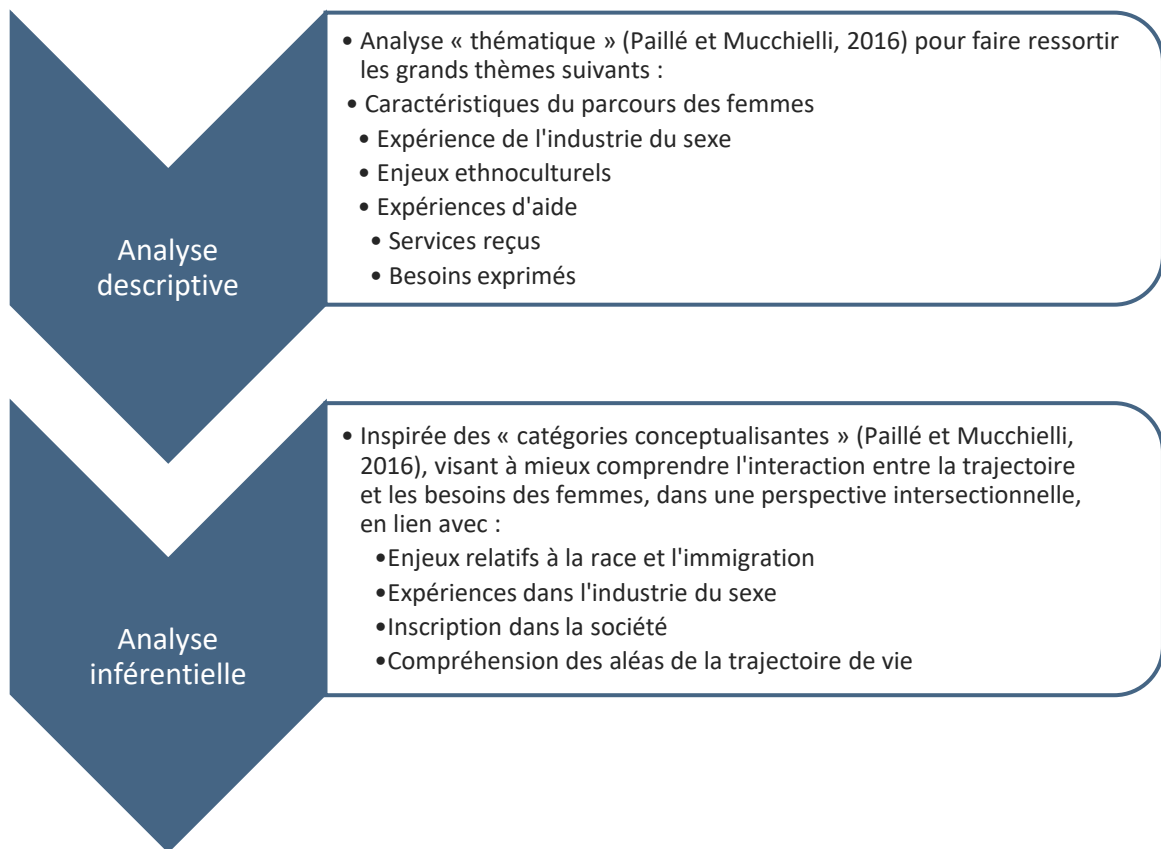 Analyse
descriptive
• Analyse « thématique » (Paillé et Mucchielli, 2016) pour faire ressortir
les grands thèmes suivants :
• Caractéristiques du parcours des femmes
• Expérience de l'industrie du sexe
• Enjeux ethnoculturels
• Expériences d'aide
• Services reçus
• Besoins exprimés
Analyse
inférentielle
• Inspirée des « catégories conceptualisantes » (Paillé et Mucchielli,
2016), visant à mieux comprendre l'interaction entre la trajectoire
et les besoins des femmes, dans une perspective intersectionnelle,
en lien avec :
•Enjeux relatifs à la race et l'immigration
•Expériences dans l'industrie du sexe
•Inscription dans la société
•Compréhension des aléas de la trajectoire de vie